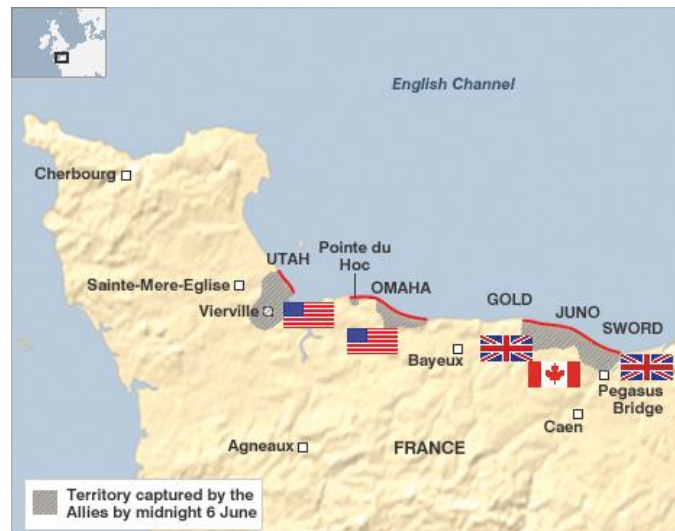 English Channel
Cherbourg
Pointe du
Hoc
UTAH
Sainte-Mere-Eglise
OMAHA
Vierville
GOLD
JUNO
SWORD
Bayeux
Pegasus
Bridge
Caen
Agneaux
FRANCE
Territory captured by the
Allies by midnight 6 June